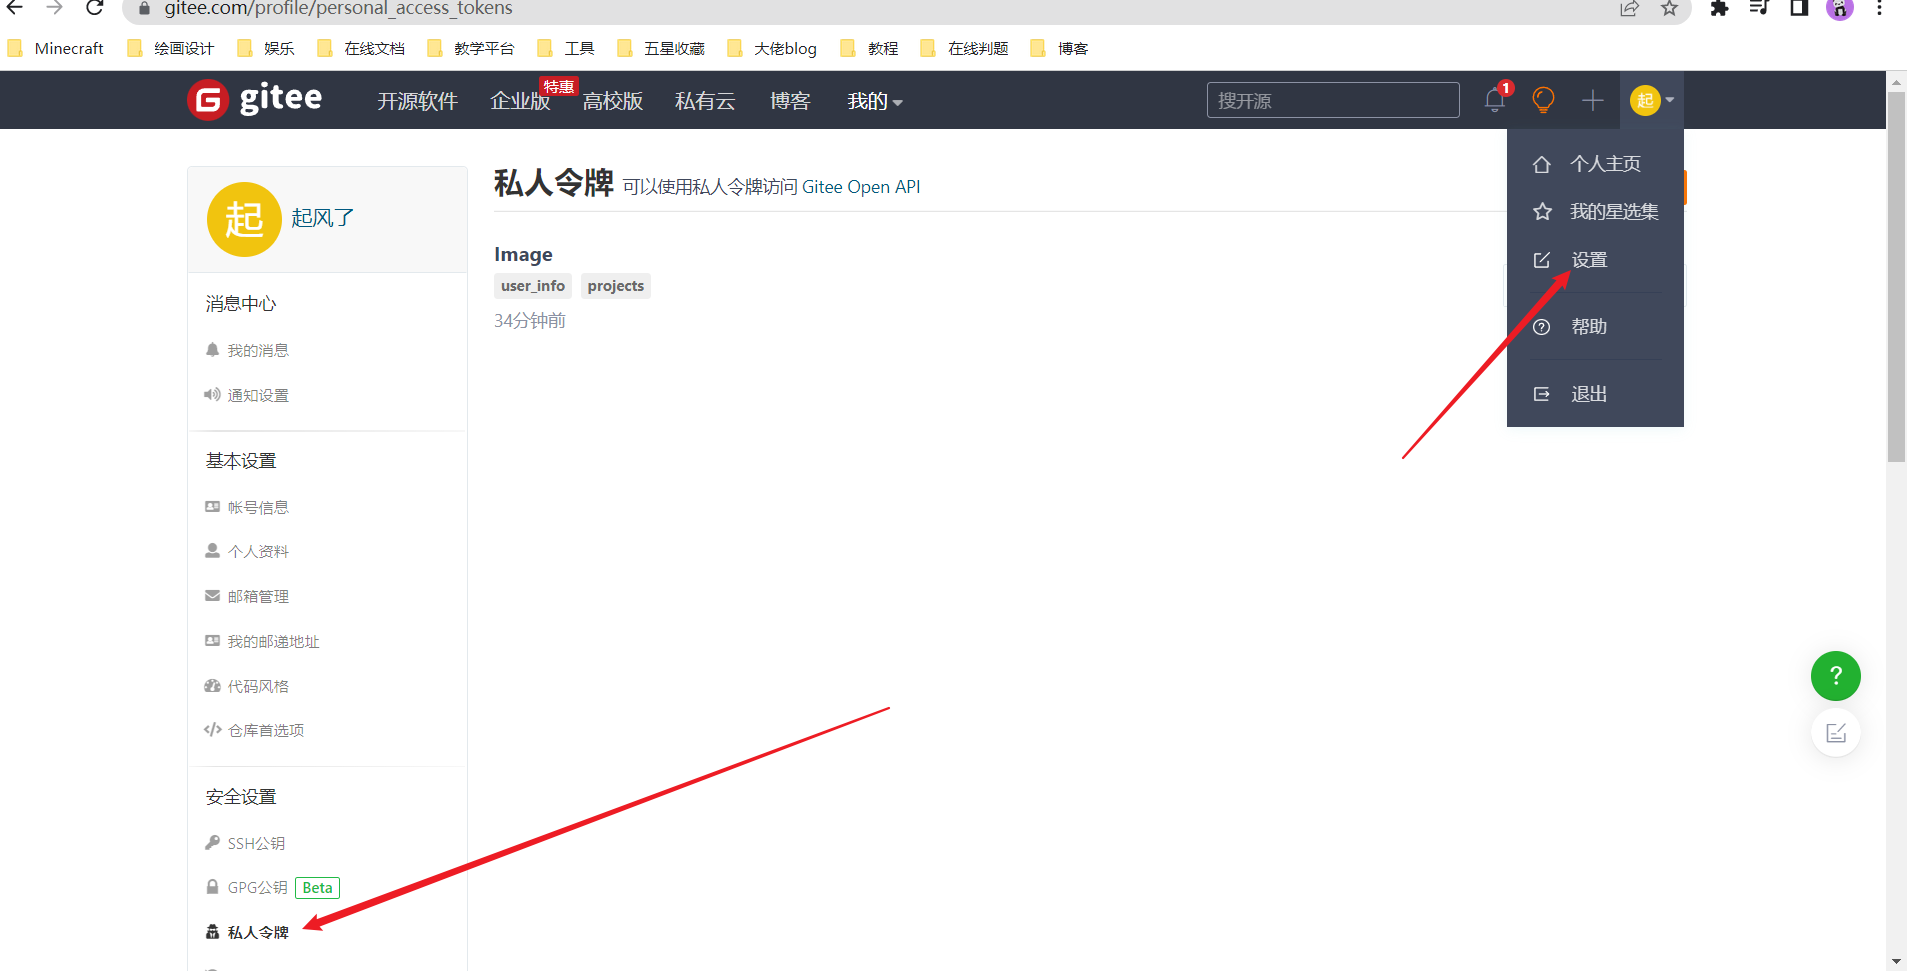 gitee.com/profile/personal_access_tokens
Minecraft 绘画设计 娱乐 在线文档 教学平台 工具 五星收藏 大佬blog 教程 在线判题 博客
gitee 开源软件 企业版 特惠 高校版 私有云 博客 我的 搜开源 1 起
个人主页
我的星选集
设置
帮助
退出
起 起风了
消息中心
我的消息
通知设置
基本设置
帐号信息
个人资料
邮箱管理
我的邮递地址
代码风格
仓库首选项
安全设置
SSH公钥
GPG公钥 Beta
私人令牌
私人令牌 可以使用私人令牌访问 Gitee Open API
Image
user_info projects
34分钟前